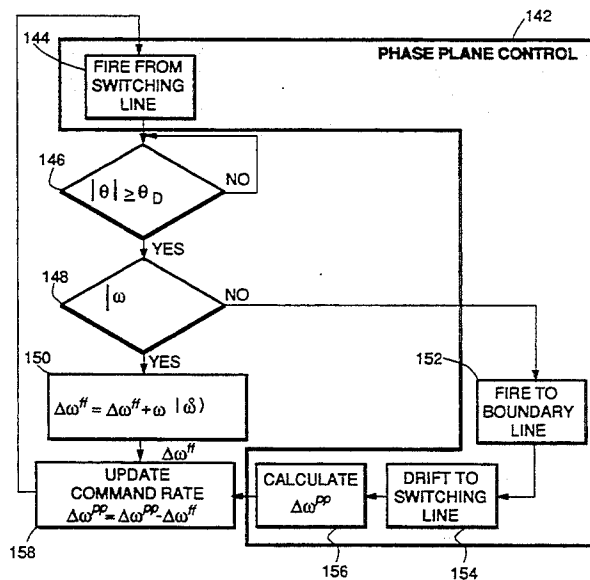 142
144
PHASE PLANE CONTROL
FIRE FROM
SWITCHING
LINE
146
|θ| ≥ θ_D
NO
YES
148
|ω
NO
YES
150
Δω^ff = Δω^ff + ω |ώ)
152
FIRE TO
BOUNDARY
LINE
Δω^ff
UPDATE
COMMAND RATE
Δω^pp = Δω^pp - Δω^ff
CALCULATE
Δω^pp
DRIFT TO
SWITCHING
LINE
158
156
154